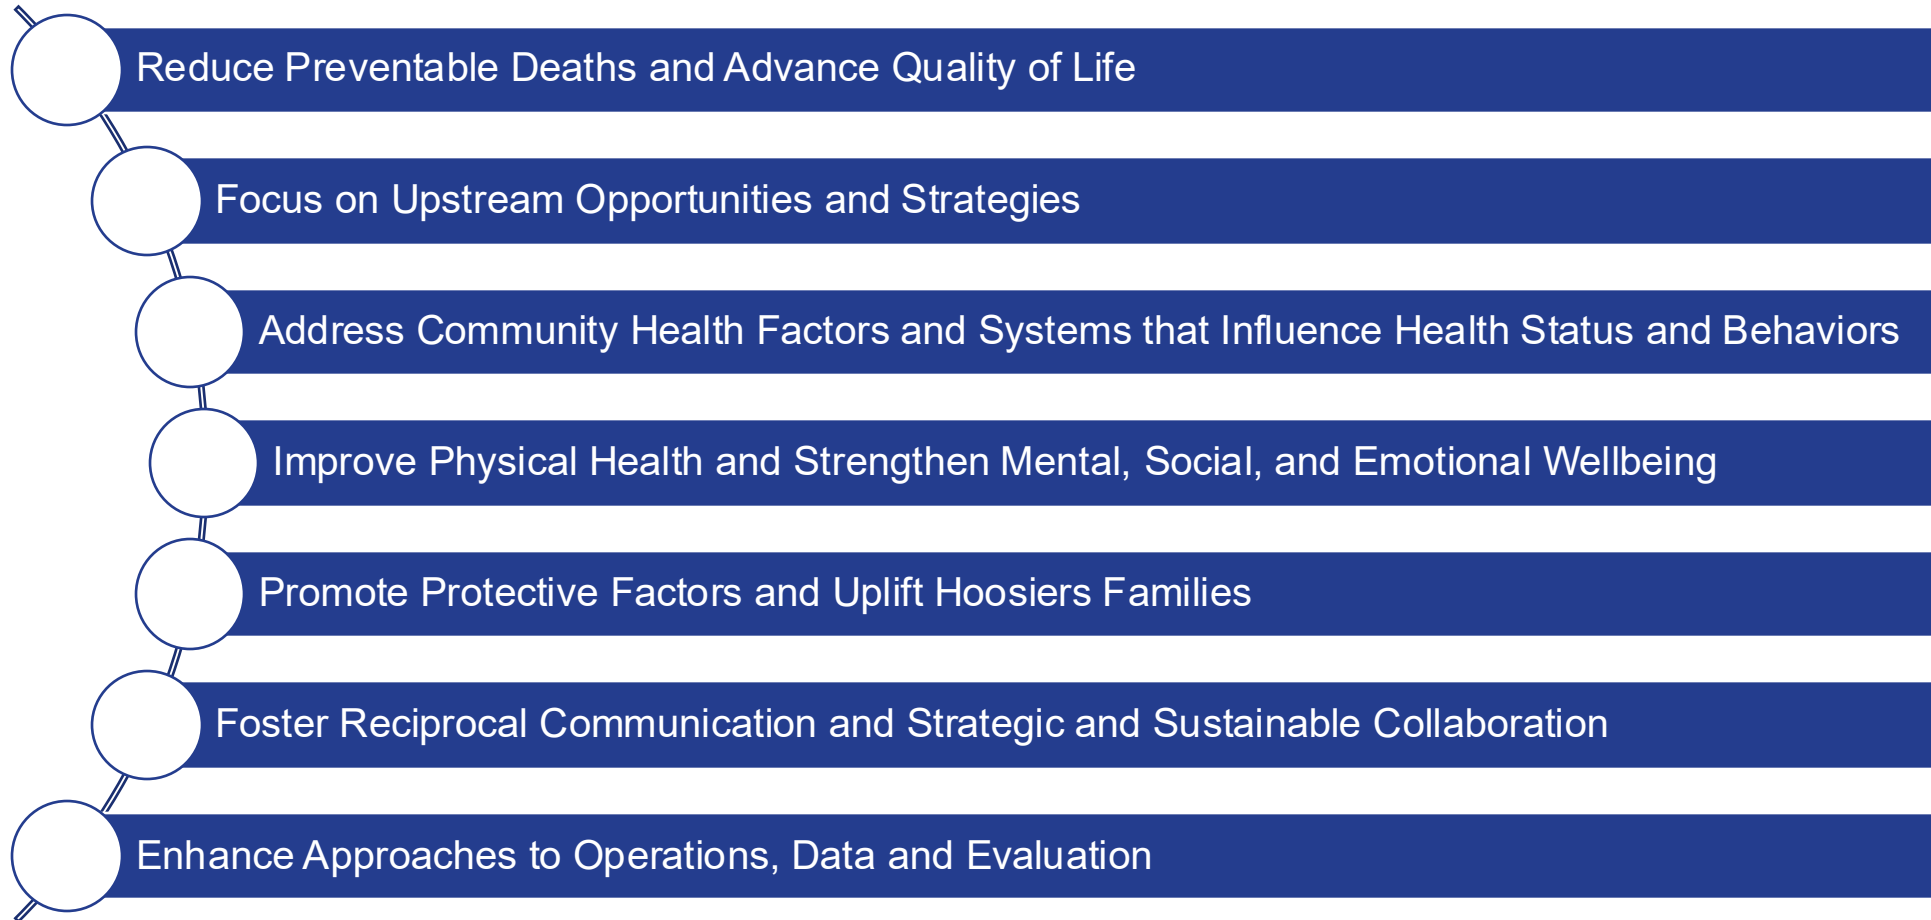 Reduce Preventable Deaths and Advance Quality of Life
Focus on Upstream Opportunities and Strategies
Address Community Health Factors and Systems that Influence Health Status and Behaviors
Improve Physical Health and Strengthen Mental, Social, and Emotional Wellbeing
Promote Protective Factors and Uplift Hoosiers Families
Foster Reciprocal Communication and Strategic and Sustainable Collaboration
Enhance Approaches to Operations, Data and Evaluation